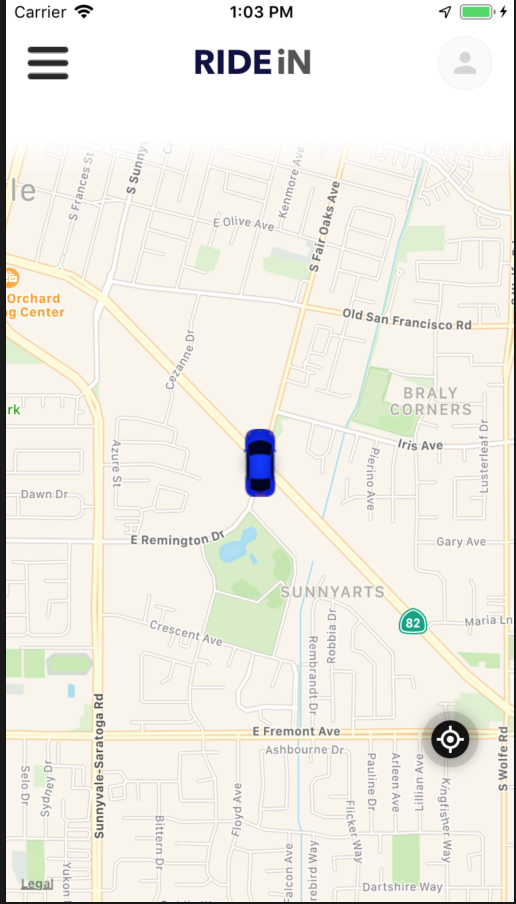 Carrier
1:03 PM
RIDE iN
le
S Frances St
S Sunnyv
Ca
Kenmore Ave
E Olive Ave
S Fair Oaks Ave
Orchard
g Center
Old San Francisco Rd
Cezanne Dr
BRALY
CORNERS
rk
Iris Ave
Azure St
Pierino Ave
Lusterleaf Dr
Dawn Dr
E Remington Dr
Gary Ave
SUNNYARTS
82
Maria Ln
Crescent Ave
Robbia Dr
Rembrandt Dr
Sunnyvale-Saratoga Rd
E Fremont Ave
Ashbourne Dr
S Wolfe Rd
Selo Dr
Sydney Dr
Pauline Dr
Arleen Ave
Lillian Ave
Kingfisher Way
Floyd Ave
Bittern Dr
Flicker Way
Falcon Ave
rebird Way
Dartshire Way
Legal
Yukon